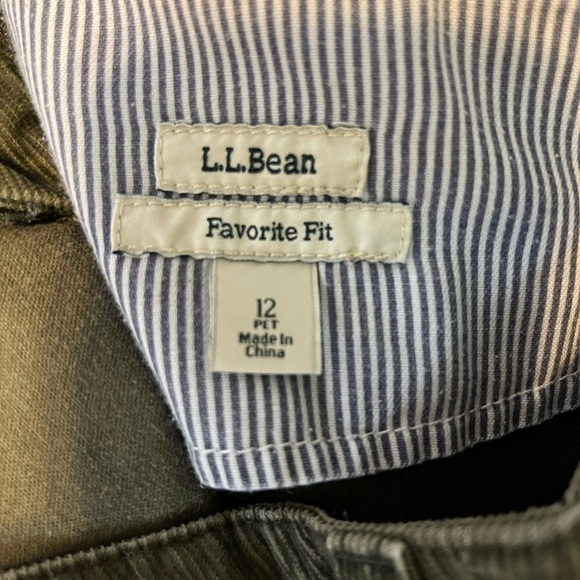 L.L.Bean
Favorite Fit
12
PET
Made In
China